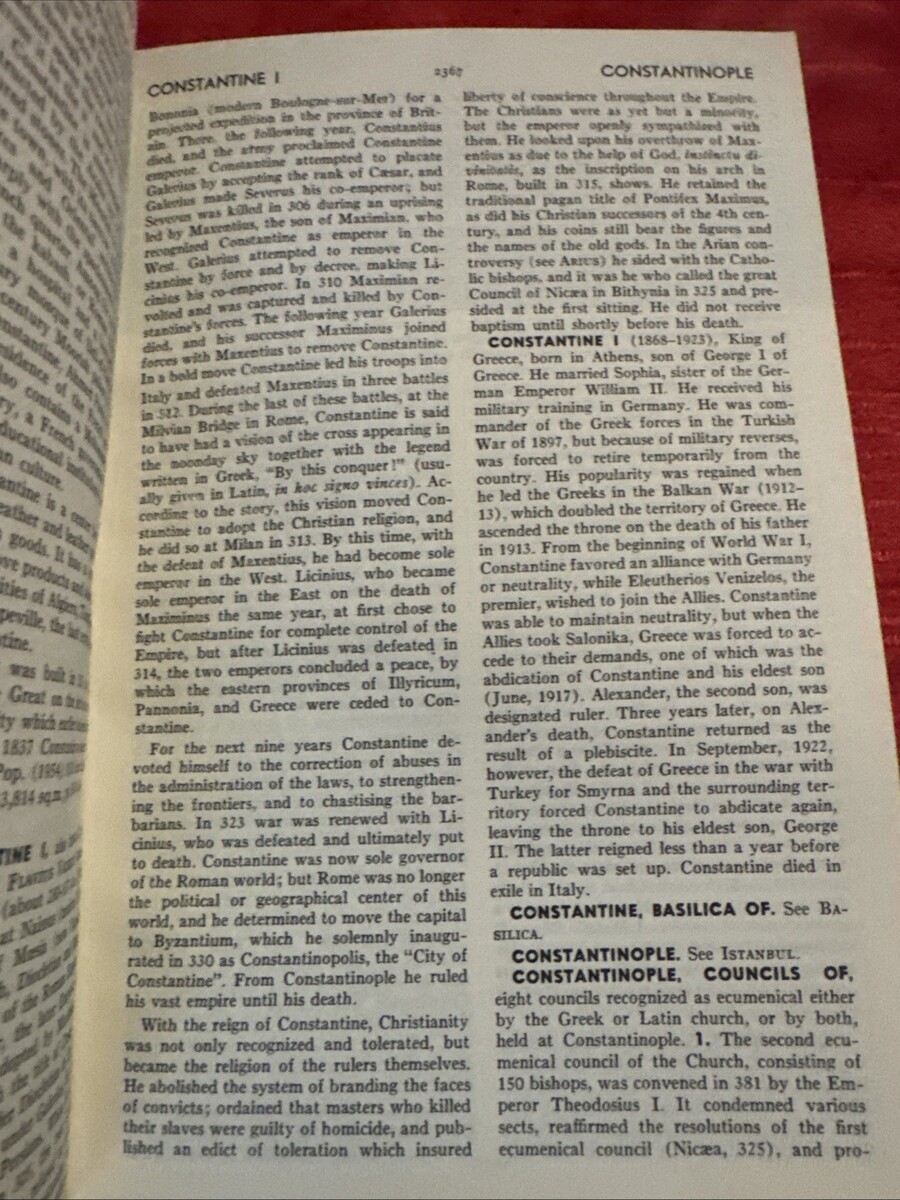 CONSTANTINE I
2367
CONSTANTINOPLE
Bononia (modern Boulogne-sur-Mer) for a
projected expedition in the province of Brit-
ain. There, the following year, Constantius
died, and the army proclaimed Constantine
emperor. Constantine attempted to placate
Galerius by accepting the rank of Cæsar, and
Galerius made Severus his co-emperor; but
Severus was killed in 306 during an uprising
led by Maxentius, the son of Maximian, who
recognized Constantine as emperor in the
West. Galerius attempted to remove Con-
stantine by force and by decree, making Li-
cinius his co-emperor. In 310 Maximian re-
volted and was captured and killed by Con-
stantine's forces. The following year Galerius
died, and his successor Maximinus joined
forces with Maxentius to remove Constantine.
In a bold move Constantine led his troops into
Italy and defeated Maxentius in three battles
in 312. During the last of these battles, at the
Milvian Bridge in Rome, Constantine is said
to have had a vision of the cross appearing in
the noonday sky together with the legend
written in Greek, "By this conquer!" (usu-
ally given in Latin, in hoc signo vinces). Ac-
cording to the story, this vision moved Con-
stantine to adopt the Christian religion, and
he did so at Milan in 313. By this time, with
the defeat of Maxentius, he had become sole
emperor in the West. Licinius, who became
sole emperor in the East on the death of
Maximinus the same year, at first chose to
fight Constantine for complete control of the
Empire, but after Licinius was defeated in
314, the two emperors concluded a peace, by
which the eastern provinces of Illyricum,
Pannonia, and Greece were ceded to Con-
stantine.
For the next nine years Constantine de-
voted himself to the correction of abuses in
the administration of the laws, to strengthen-
ing the frontiers, and to chastising the bar-
barians. In 323 war was renewed with Li-
cinius, who was defeated and ultimately put
to death. Constantine was now sole governor
of the Roman world; but Rome was no longer
the political or geographical center of this
world, and he determined to move the capital
to Byzantium, which he solemnly inaugu-
rated in 330 as Constantinopolis, the "City of
Constantine". From Constantinople he ruled
his vast empire until his death.
With the reign of Constantine, Christianity
was not only recognized and tolerated, but
became the religion of the rulers themselves.
He abolished the system of branding the faces
of convicts; ordained that masters who killed
their slaves were guilty of homicide, and pub-
lished an edict of toleration which insured
liberty of conscience throughout the Empire.
The Christians were as yet but a minority,
but the emperor openly sympathized with
them. He looked upon his overthrow of Max-
entius as due to the help of God, instinctu di-
vinitatis, as the inscription on his arch in
Rome, built in 315, shows. He retained the
traditional pagan title of Pontifex Maximus,
as did his Christian successors of the 4th cen-
tury, and his coins still bear the figures and
the names of the old gods. In the Arian con-
troversy (see ARIUS) he sided with the Catho-
lic bishops, and it was he who called the great
Council of Nicæa in Bithynia in 325 and pre-
sided at the first sitting. He did not receive
baptism until shortly before his death.
CONSTANTINE I (1868–1923), King of
Greece, born in Athens, son of George I of
Greece. He married Sophia, sister of the Ger-
man Emperor William II. He received his
military training in Germany. He was com-
mander of the Greek forces in the Turkish
War of 1897, but because of military reverses,
was forced to retire temporarily from the
country. His popularity was regained when
he led the Greeks in the Balkan War (1912–
13), which doubled the territory of Greece. He
ascended the throne on the death of his father
in 1913. From the beginning of World War I,
Constantine favored an alliance with Germany
or neutrality, while Eleutherios Venizelos, the
premier, wished to join the Allies. Constantine
was able to maintain neutrality, but when the
Allies took Salonika, Greece was forced to ac-
cede to their demands, one of which was the
abdication of Constantine and his eldest son
(June, 1917). Alexander, the second son, was
designated ruler. Three years later, on Alex-
ander's death, Constantine returned as the
result of a plebiscite. In September, 1922,
however, the defeat of Greece in the war with
Turkey for Smyrna and the surrounding ter-
ritory forced Constantine to abdicate again,
leaving the throne to his eldest son, George
II. The latter reigned less than a year before
a republic was set up. Constantine died in
exile in Italy.
CONSTANTINE, BASILICA OF. See BA-
SILICA.
CONSTANTINOPLE. See ISTANBUL.
CONSTANTINOPLE, COUNCILS OF,
eight councils recognized as ecumenical either
by the Greek or Latin church, or by both,
held at Constantinople. 1. The second ecu-
menical council of the Church, consisting of
150 bishops, was convened in 381 by the Em-
peror Theodosius I. It condemned various
sects, reaffirmed the resolutions of the first
ecumenical council (Nicæa, 325), and pro-